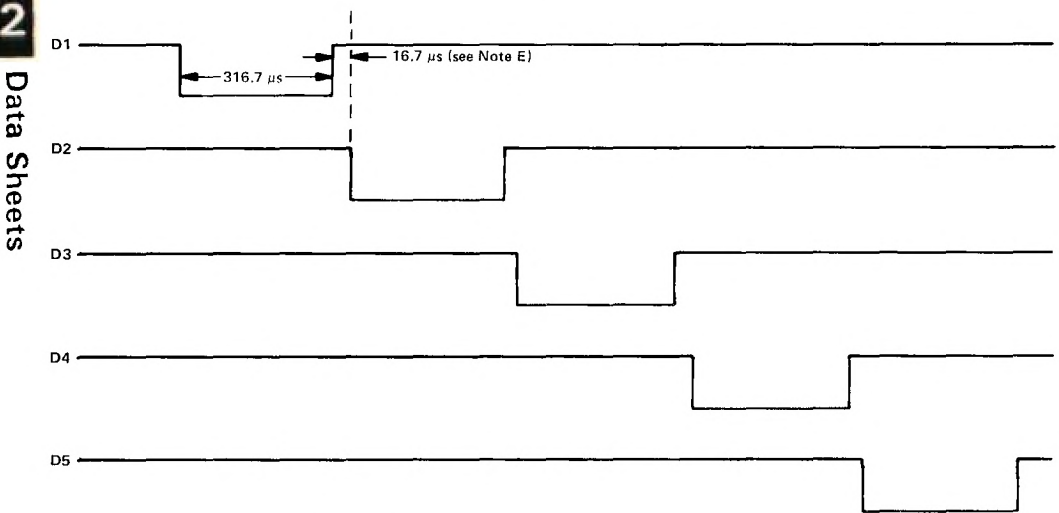 2
Data Sheets
D1
16.7 μs (see Note E)
316.7 μs
D2
D3
D4
D5